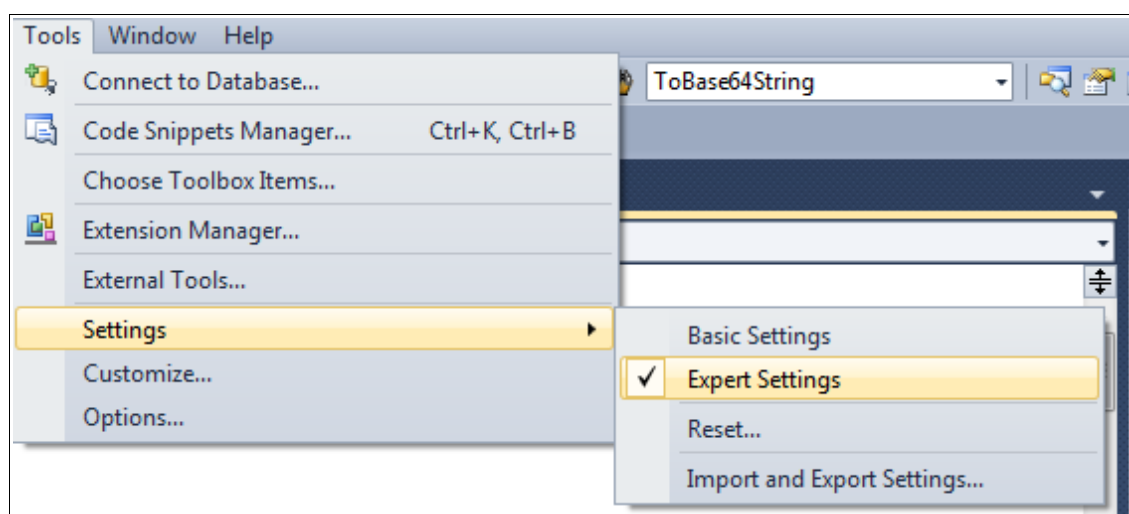 Tools Window Help
Connect to Database...
ToBase64String
Code Snippets Manager... Ctrl+K, Ctrl+B
Choose Toolbox Items...
Extension Manager...
External Tools...
Settings
Customize...
Options...
Basic Settings
Expert Settings
Reset...
Import and Export Settings...